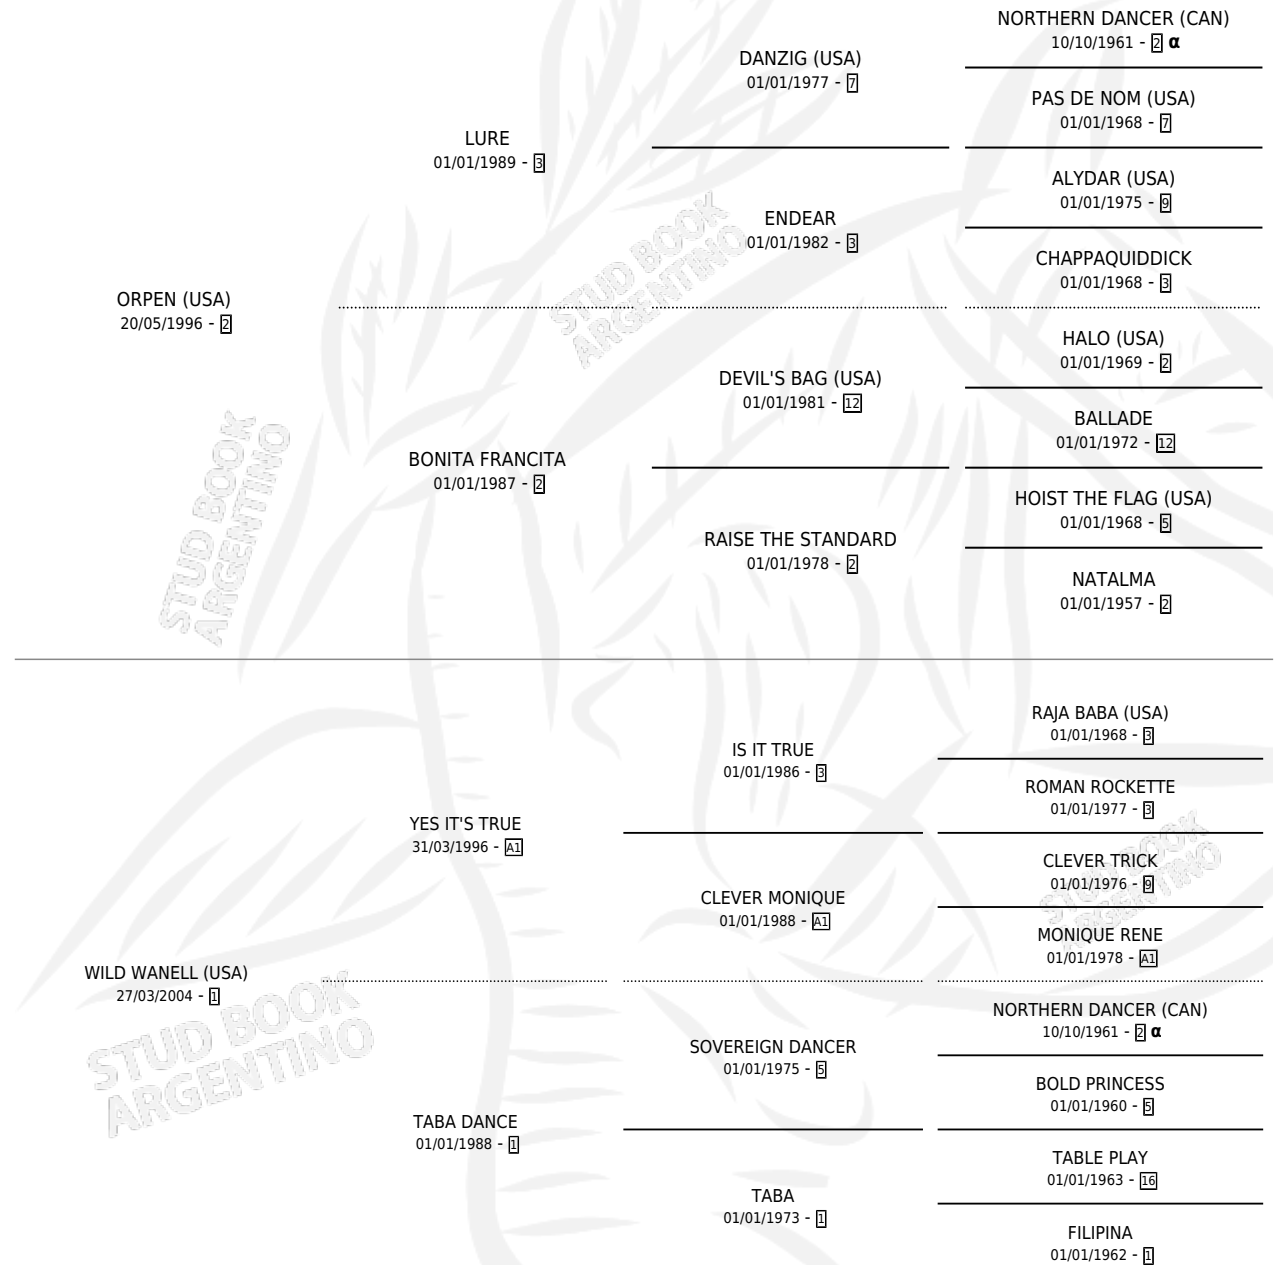 NORTHERN DANCER (CAN)
10/10/1961 - 2 α
DANZIG (USA)
01/01/1977 - 7
PAS DE NOM (USA)
01/01/1968 - 7
LURE
01/01/1989 - 3
ALYDAR (USA)
01/01/1975 - 9
ENDEAR
01/01/1982 - 3
CHAPPAQUIDDICK
01/01/1968 - 3
STUD BOOK
ARGENTINO
ORPEN (USA)
20/05/1996 - 2
HALO (USA)
01/01/1969 - 2
DEVIL'S BAG (USA)
01/01/1981 - 12
BALLADE
01/01/1972 - 12
BONITA FRANCITA
01/01/1987 - 2
HOIST THE FLAG (USA)
01/01/1968 - 5
RAISE THE STANDARD
01/01/1978 - 2
NATALMA
01/01/1957 - 2
STUD BOOK
ARGENTINO
RAJA BABA (USA)
01/01/1968 - 3
IS IT TRUE
01/01/1986 - 3
ROMAN ROCKETTE
01/01/1977 - 3
YES IT'S TRUE
31/03/1996 - A1
CLEVER TRICK
01/01/1976 - 9
CLEVER MONIQUE
01/01/1988 - A1
MONIQUE RENE
01/01/1978 - A1
STUD BOOK
ARGENTINO
WILD WANELL (USA)
27/03/2004 - 1
NORTHERN DANCER (CAN)
10/10/1961 - 2 α
SOVEREIGN DANCER
01/01/1975 - 5
BOLD PRINCESS
01/01/1960 - 5
TABA DANCE
01/01/1988 - 1
TABLE PLAY
01/01/1963 - 16
TABA
01/01/1973 - 1
FILIPINA
01/01/1962 - 1
STUD BOOK
ARGENTINO